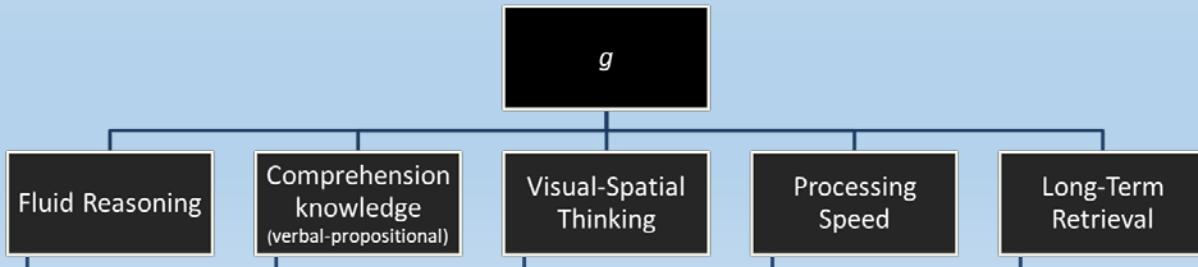 g
Fluid Reasoning
Comprehension
knowledge
(verbal-propositional)
Visual-Spatial
Thinking
Processing
Speed
Long-Term
Retrieval